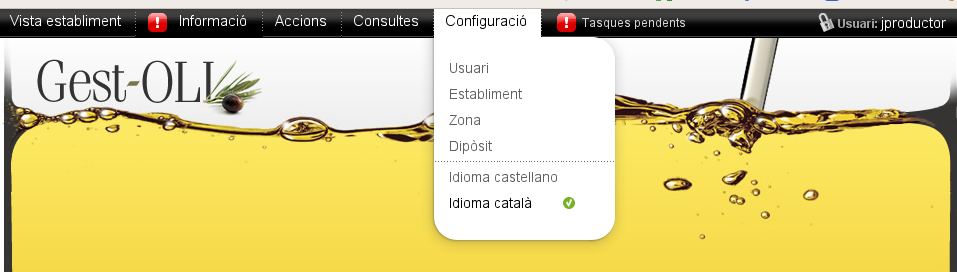 Vista establiment Informació Accions Consultes Configuració Tasques pendents Usuari: jproductor
Gest-OLI
Usuari
Establiment
Zona
Dipòsit
Idioma castellano
Idioma català